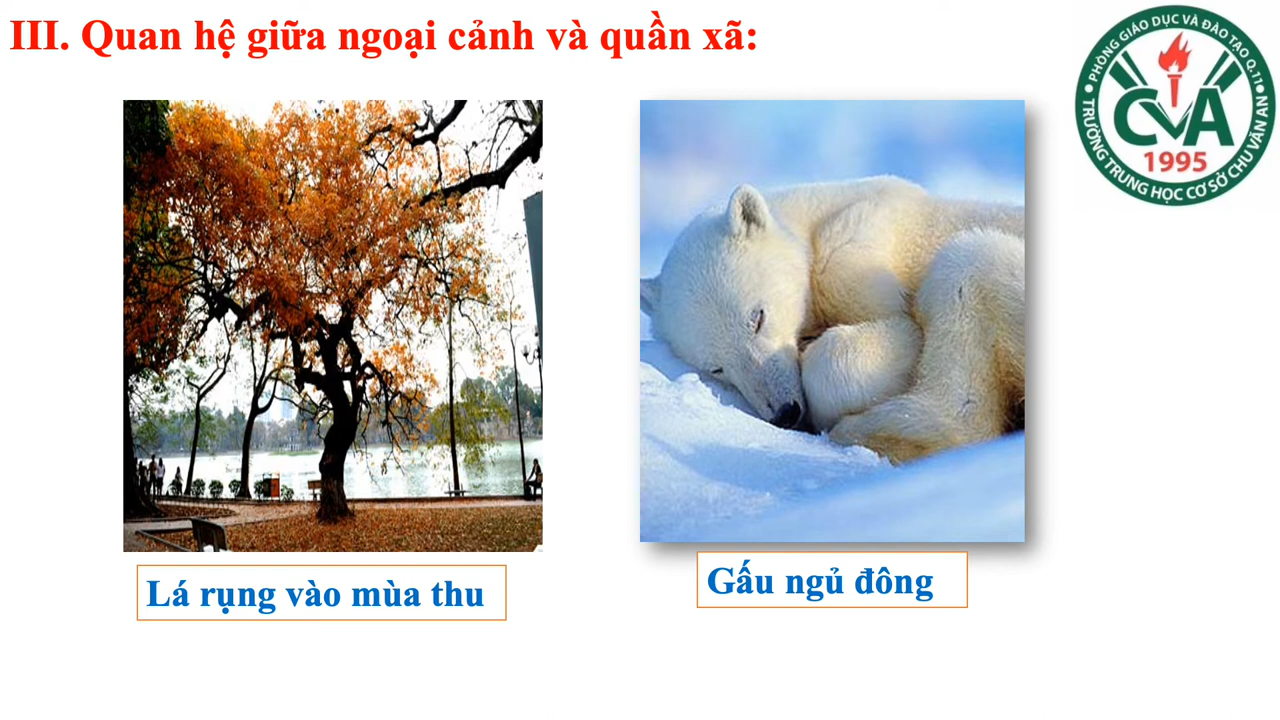 III. Quan hệ giữa ngoại cảnh và quần xã:
PHÒNG GIÁO DỤC VÀ ĐÀO TẠO Q.11
TRƯỜNG TRUNG HỌC CƠ SỞ CHU VĂN AN
CVA
1995
Lá rụng vào mùa thu
Gấu ngủ đông